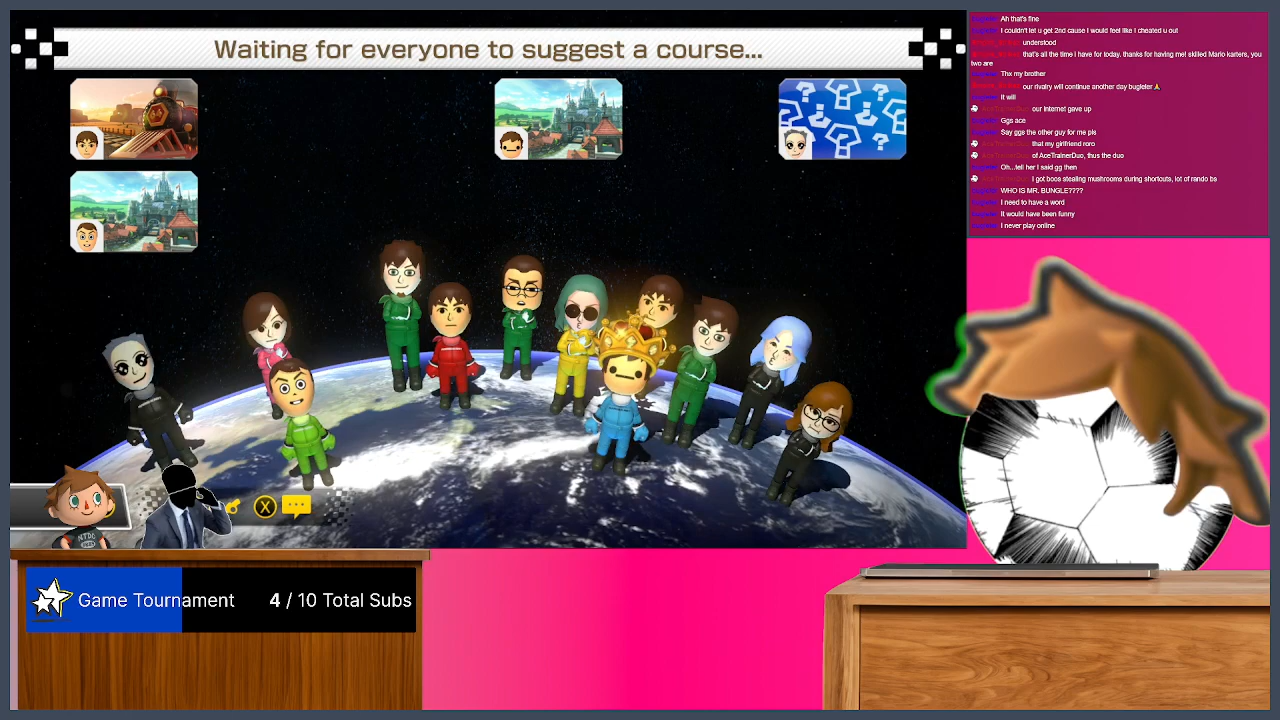 Waiting for everyone to suggest a course...
Ah that's fine
I couldn't let u get 2nd cause I would feel like I cheated u out
understood
that's all the time i have for today. thanks for having me! skilled Mario karters, you
two are
Thx my brother
our rivalry will continue another day bugleier
It will
our internet gave up
Ggs ace
Say ggs the other guy for me pls
that my girlfriend roro
of AceTrainerDuo, thus the duo
Oh...tell her I said gg then
I got boos stealing mushrooms during shortcuts, lot of rando bs
WHO IS MR. BUNGLE????
I need to have a word
It would have been funny
I never play online
X
NTDC
Game Tournament 4 / 10 Total Subs